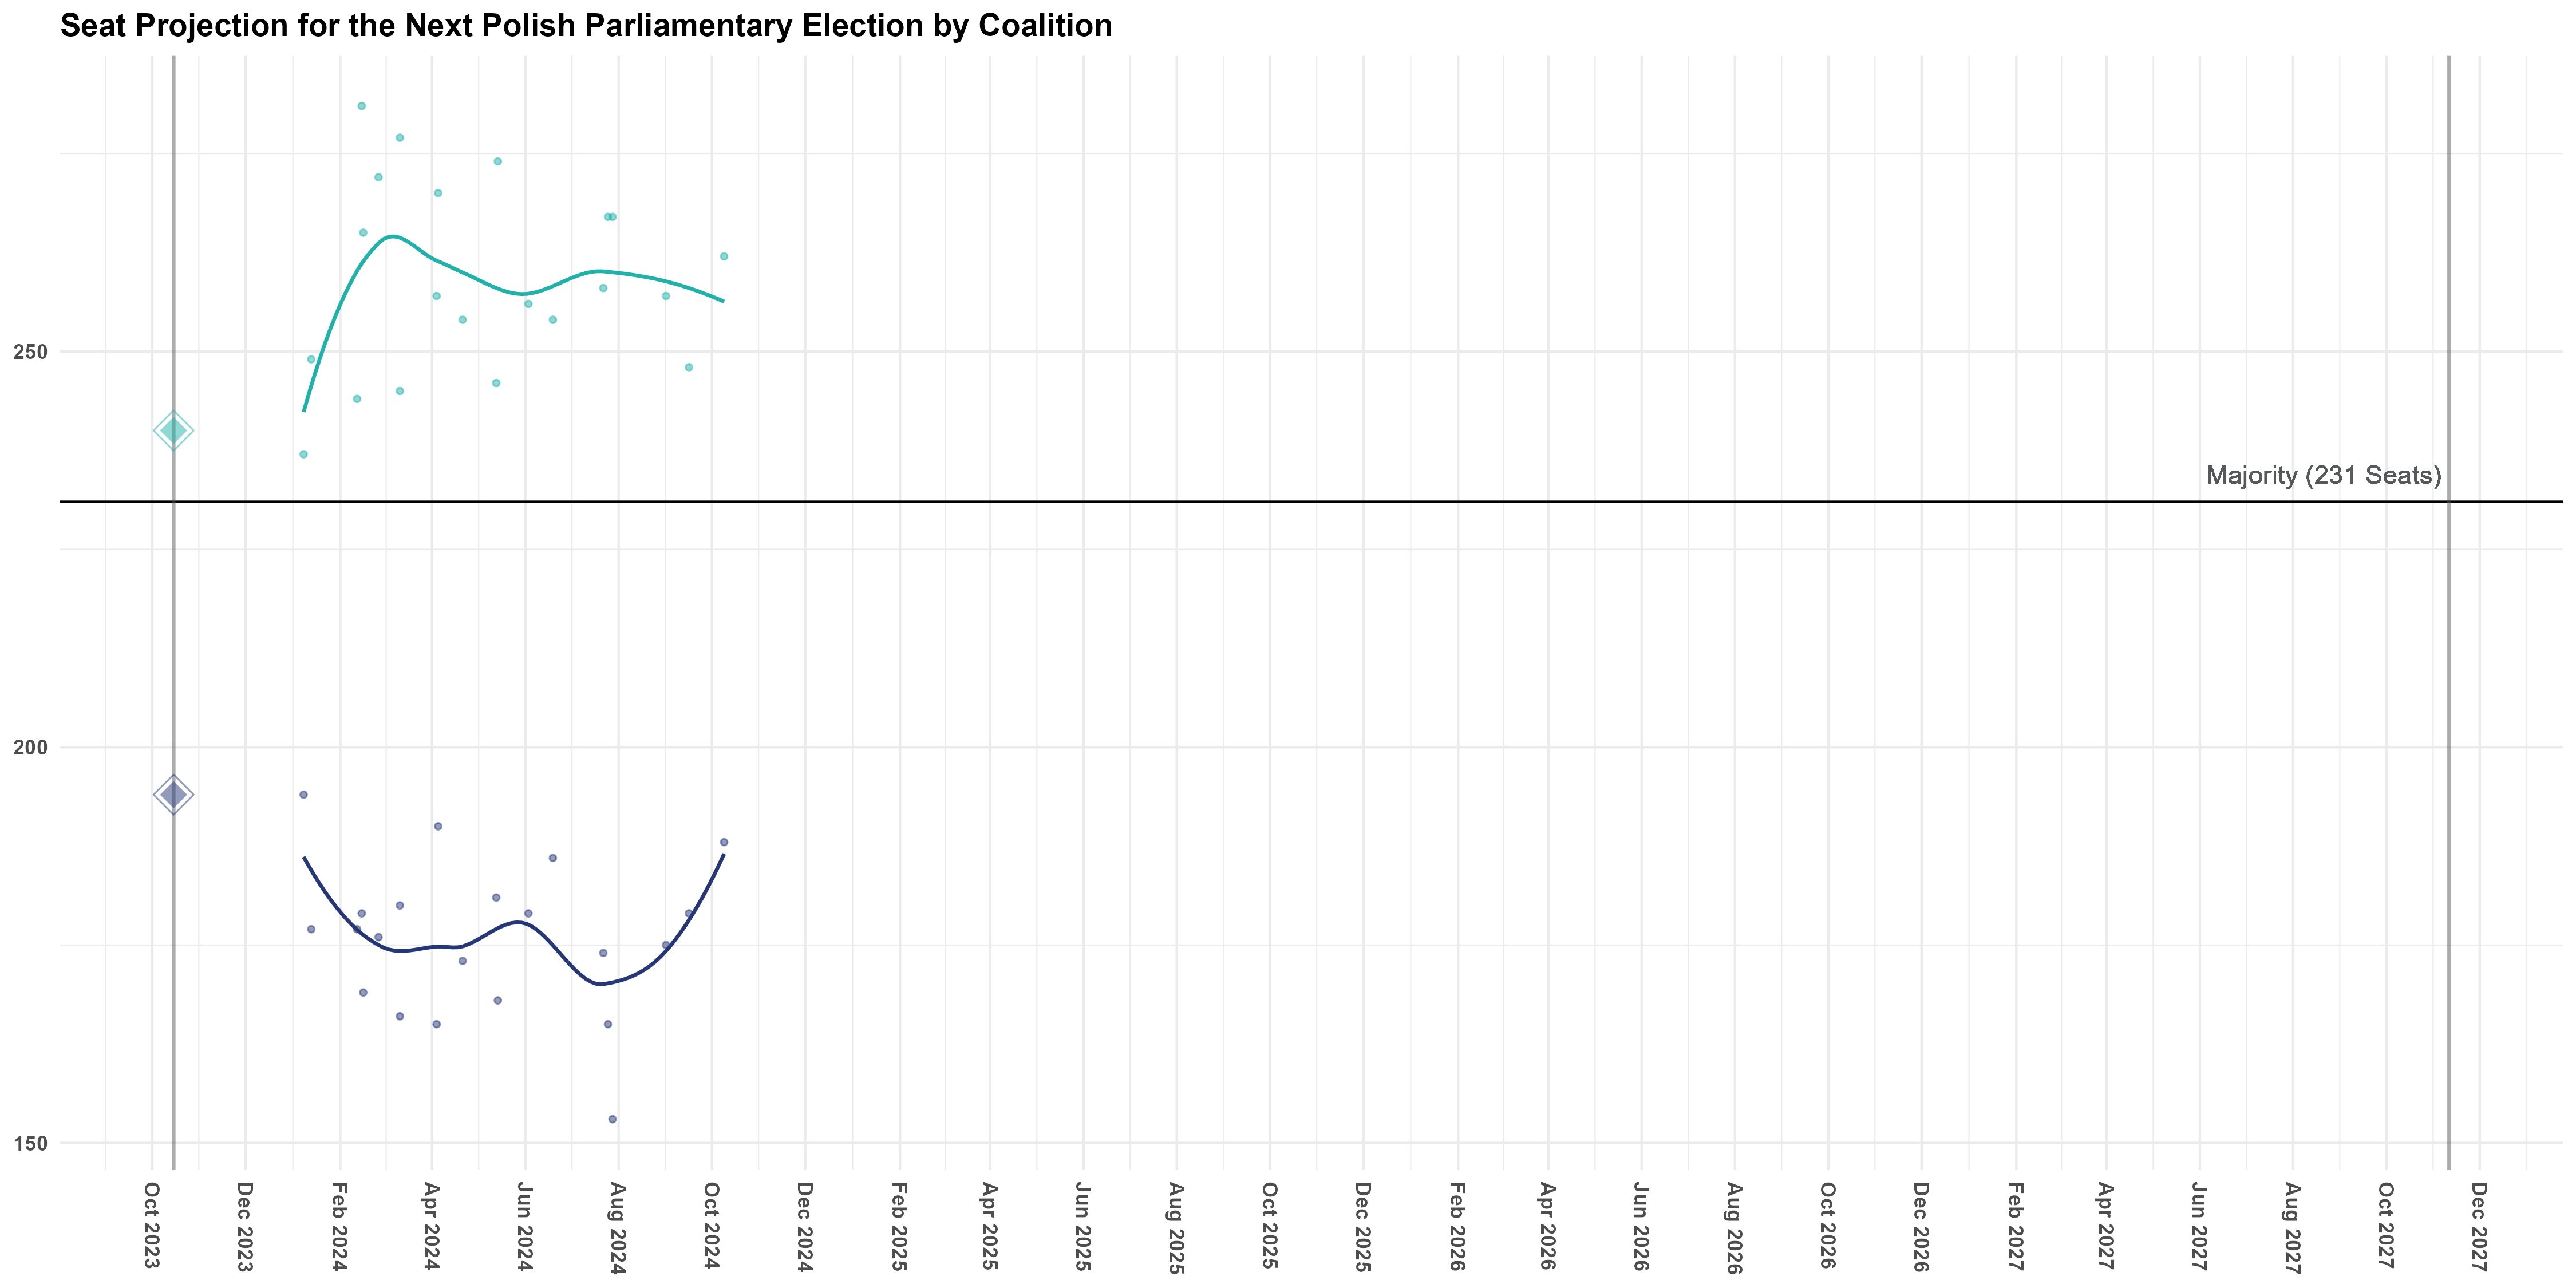 Seat Projection for the Next Polish Parliamentary Election by Coalition
250
Majority (231 Seats)
200
150
Oct 2023
Dec 2023
Feb 2024
Apr 2024
Jun 2024
Aug 2024
Oct 2024
Dec 2024
Feb 2025
Apr 2025
Jun 2025
Aug 2025
Oct 2025
Dec 2025
Feb 2026
Apr 2026
Jun 2026
Aug 2026
Oct 2026
Dec 2026
Feb 2027
Apr 2027
Jun 2027
Aug 2027
Oct 2027
Dec 2027